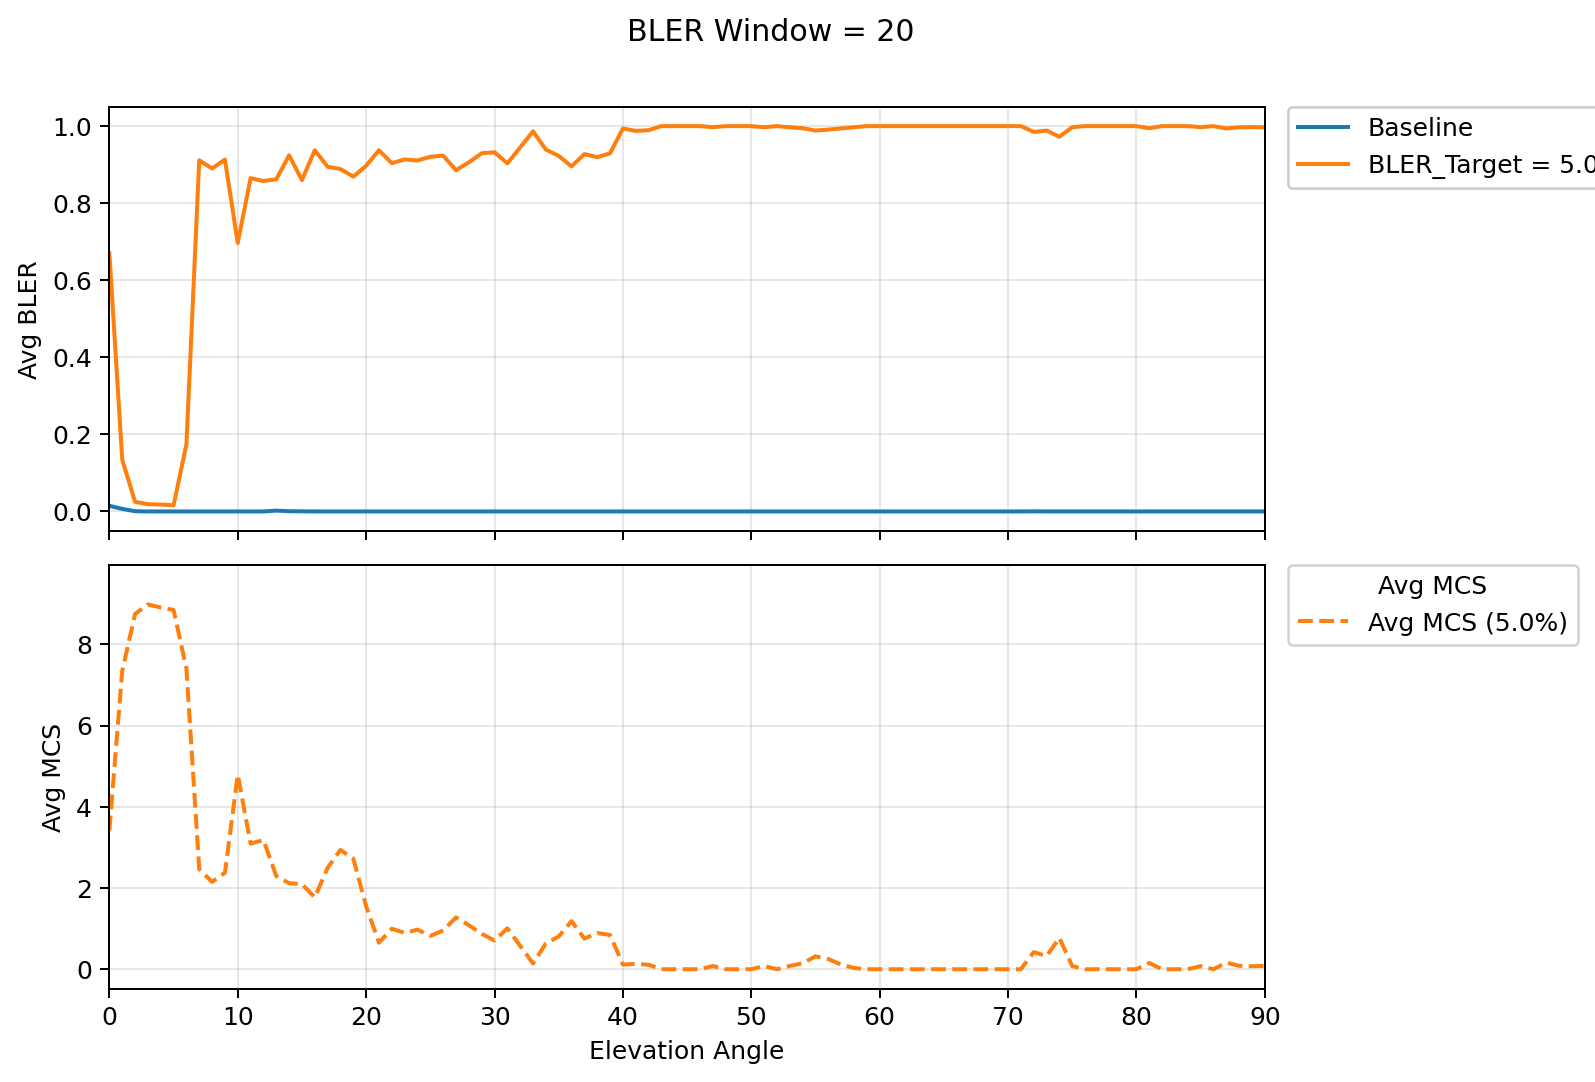 BLER Window = 20
1.0
0.8
0.6
0.4
0.2
0.0
Avg BLER
Baseline
BLER_Target = 5.0
8
6
4
2
0
Avg MCS
Avg MCS
Avg MCS (5.0%)
0 10 20 30 40 50 60 70 80 90
Elevation Angle